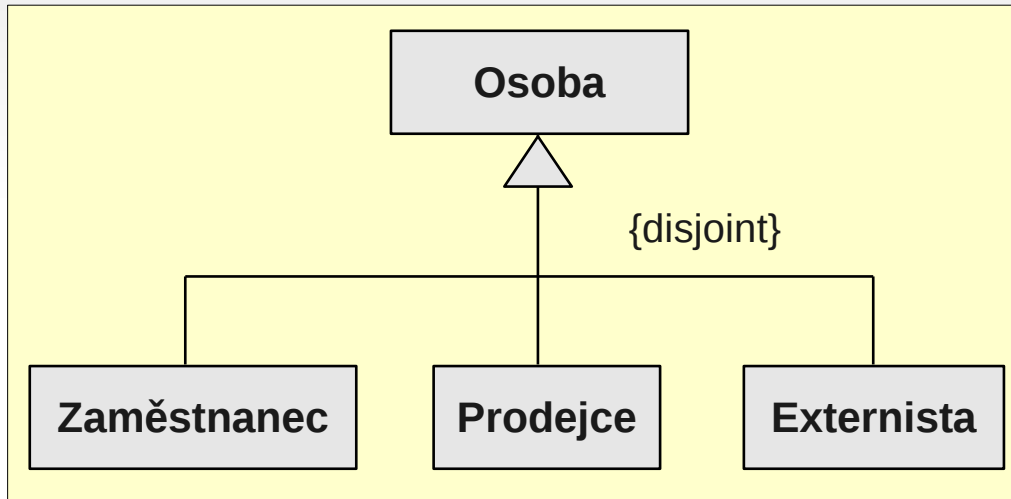 Osoba
{disjoint}
Zaměstnanec
Prodejce
Externista